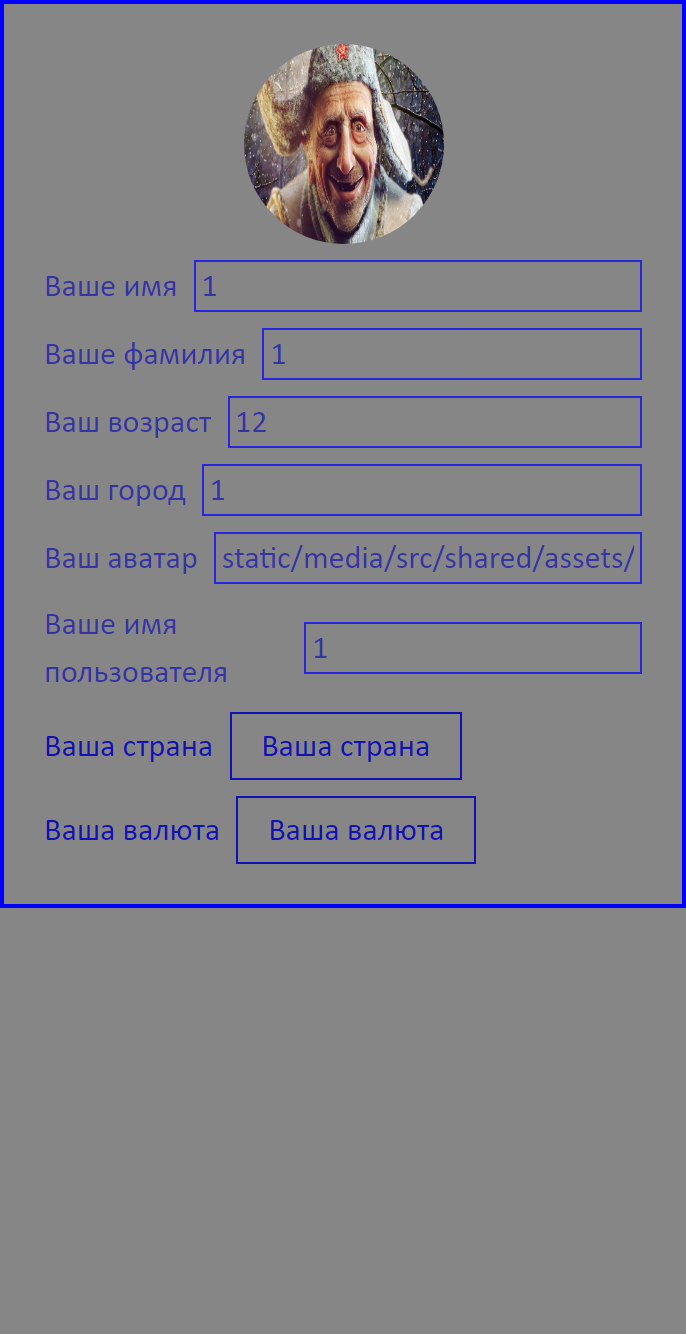 Ваше имя 1
Ваше фамилия 1
Ваш возраст 12
Ваш город 1
Ваш аватар static/media/src/shared/assets/
Ваше имя
пользователя 1
Ваша страна Ваша страна
Ваша валюта Ваша валюта